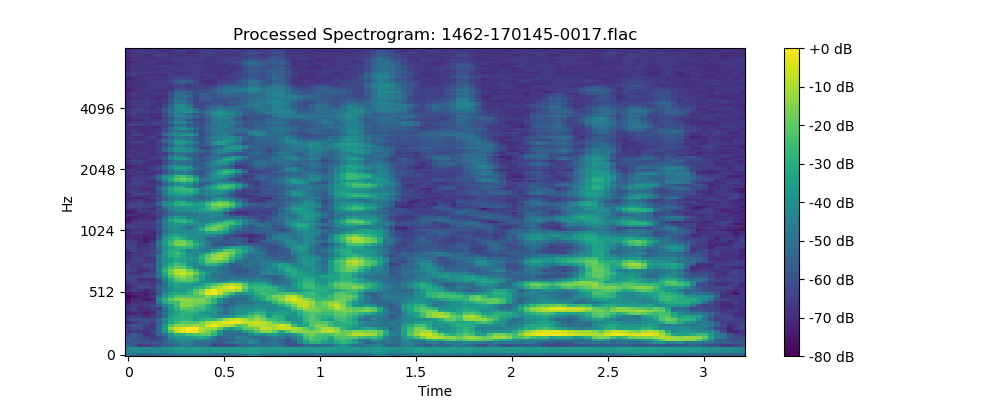 Processed Spectrogram: 1462-170145-0017.flac
Hz
4096
2048
1024
512
0
0
0.5
1
1.5
2
2.5
3
Time
+0 dB
-10 dB
-20 dB
-30 dB
-40 dB
-50 dB
-60 dB
-70 dB
-80 dB